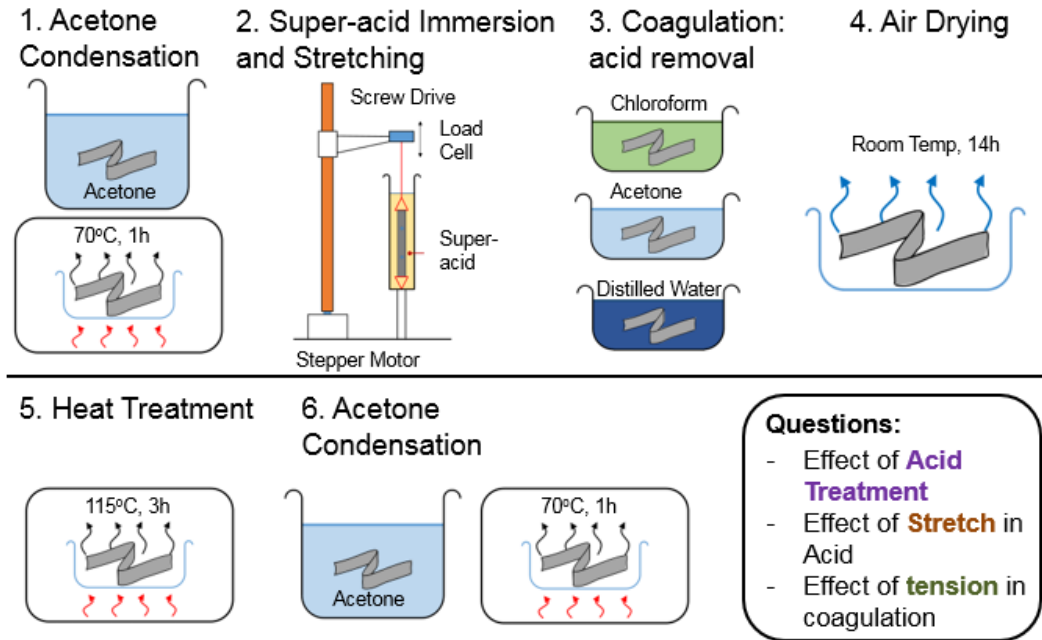 1. Acetone
Condensation
Acetone
70ºC, 1h
2. Super-acid Immersion
and Stretching
Screw Drive
Load
Cell
Super-
acid
Stepper Motor
3. Coagulation:
acid removal
Chloroform
Acetone
Distilled Water
4. Air Drying
Room Temp, 14h
5. Heat Treatment
115ºC, 3h
6. Acetone
Condensation
Acetone
70ºC, 1h
Questions:
- Effect of Acid
Treatment
- Effect of Stretch in
Acid
- Effect of tension in
coagulation